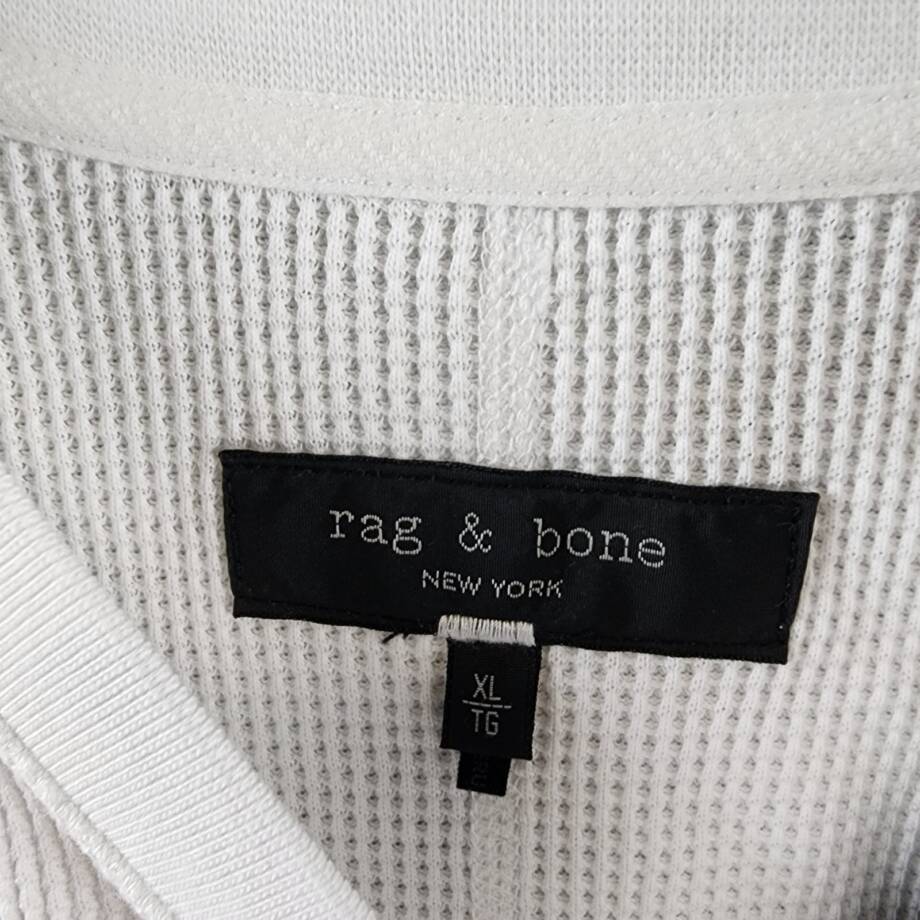 rag & bone
NEW YORK
XL
TG